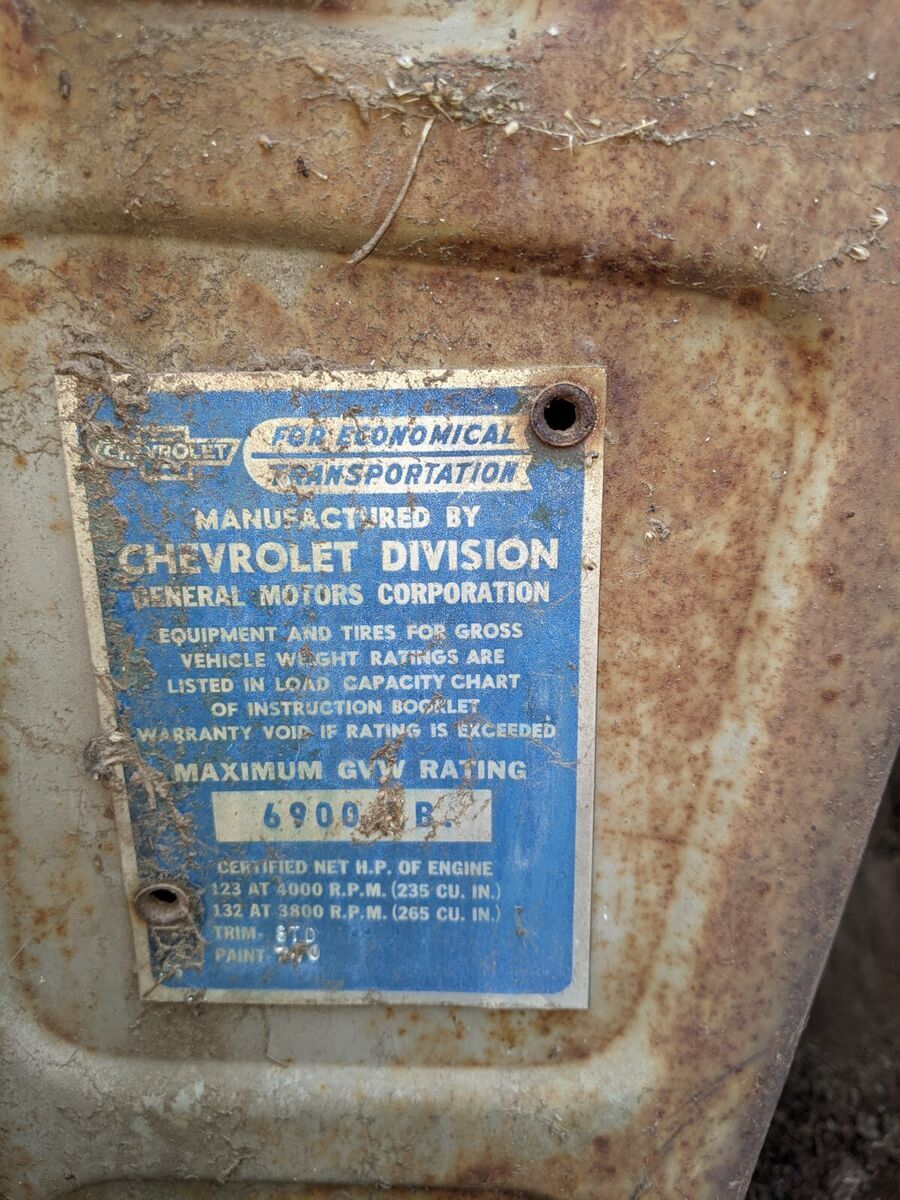 CHEVROLET
FOR ECONOMICAL
TRANSPORTATION
MANUFACTURED BY
CHEVROLET DIVISION
GENERAL MOTORS CORPORATION
EQUIPMENT AND TIRES FOR GROSS
VEHICLE WEIGHT RATINGS ARE
LISTED IN LOAD CAPACITY CHART
OF INSTRUCTION BOOKLET
WARRANTY VOID IF RATING IS EXCEEDED
MAXIMUM GVW RATING
6900 LB.
CERTIFIED NET H.P. OF ENGINE
123 AT 4000 R.P.M. (235 CU. IN.)
132 AT 3800 R.P.M. (265 CU. IN.)
TRIM- STD
PAINT